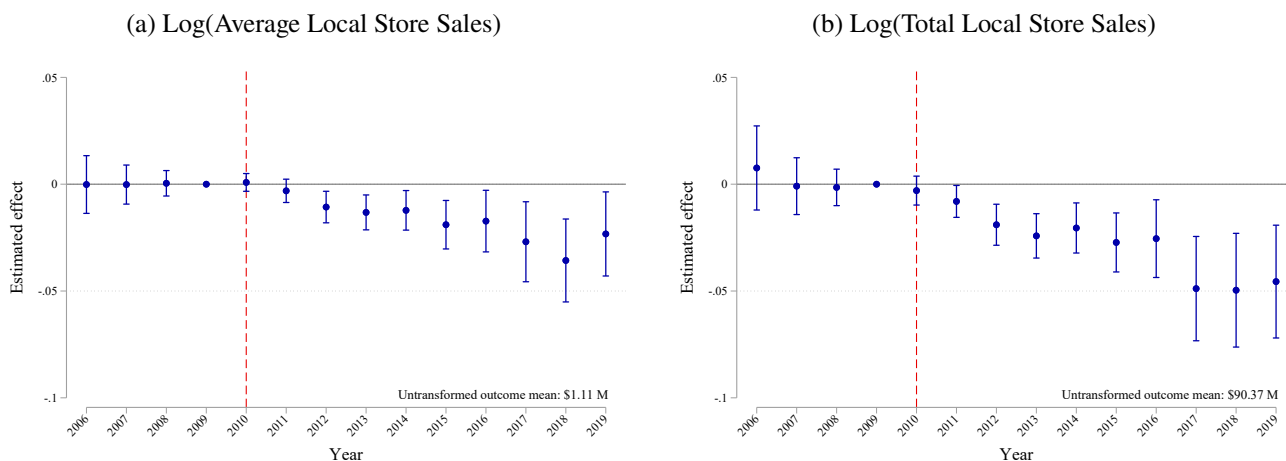 (a) Log(Average Local Store Sales)
.05
0
-.05
-.1
Estimated effect
Untransformed outcome mean: $1.11 M
2006 2007 2008 2009 2010 2011 2012 2013 2014 2015 2016 2017 2018 2019
Year
(b) Log(Total Local Store Sales)
.05
0
-.05
-.1
Estimated effect
Untransformed outcome mean: $90.37 M
2006 2007 2008 2009 2010 2011 2012 2013 2014 2015 2016 2017 2018 2019
Year